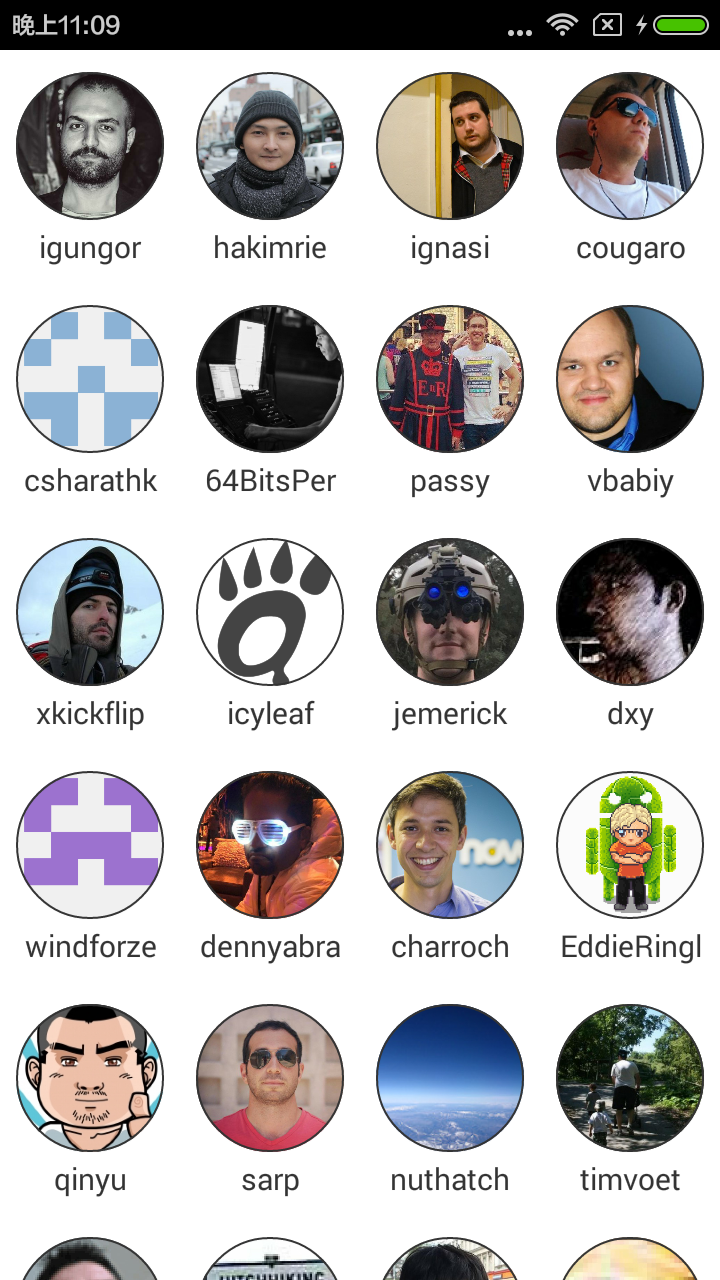 晚上11:09
igungor
hakimrie
ignasi
cougaro
csharathk
64BitsPer
passy
vbabiy
xkickflip
icyleaf
jemerick
dxy
windforze
dennyabra
charroch
EddieRingl
qinyu
sarp
nuthatch
timvoet
HITCHHIKING